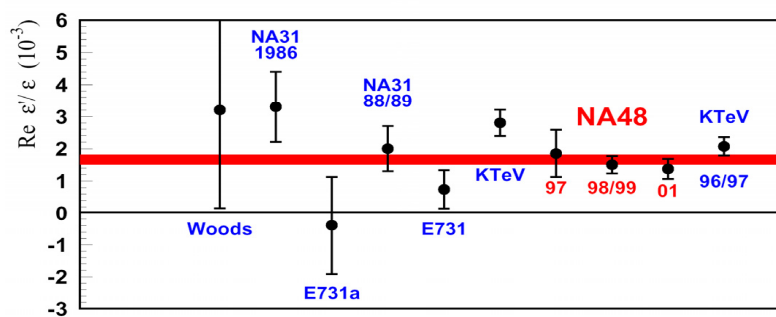 Re ε'/ε (10⁻³)
6
5
4
3
2
1
0
-1
-2
-3
NA31
1986
NA31
88/89
NA48
KTeV
KTeV
97
98/99
01
96/97
Woods
E731
E731a